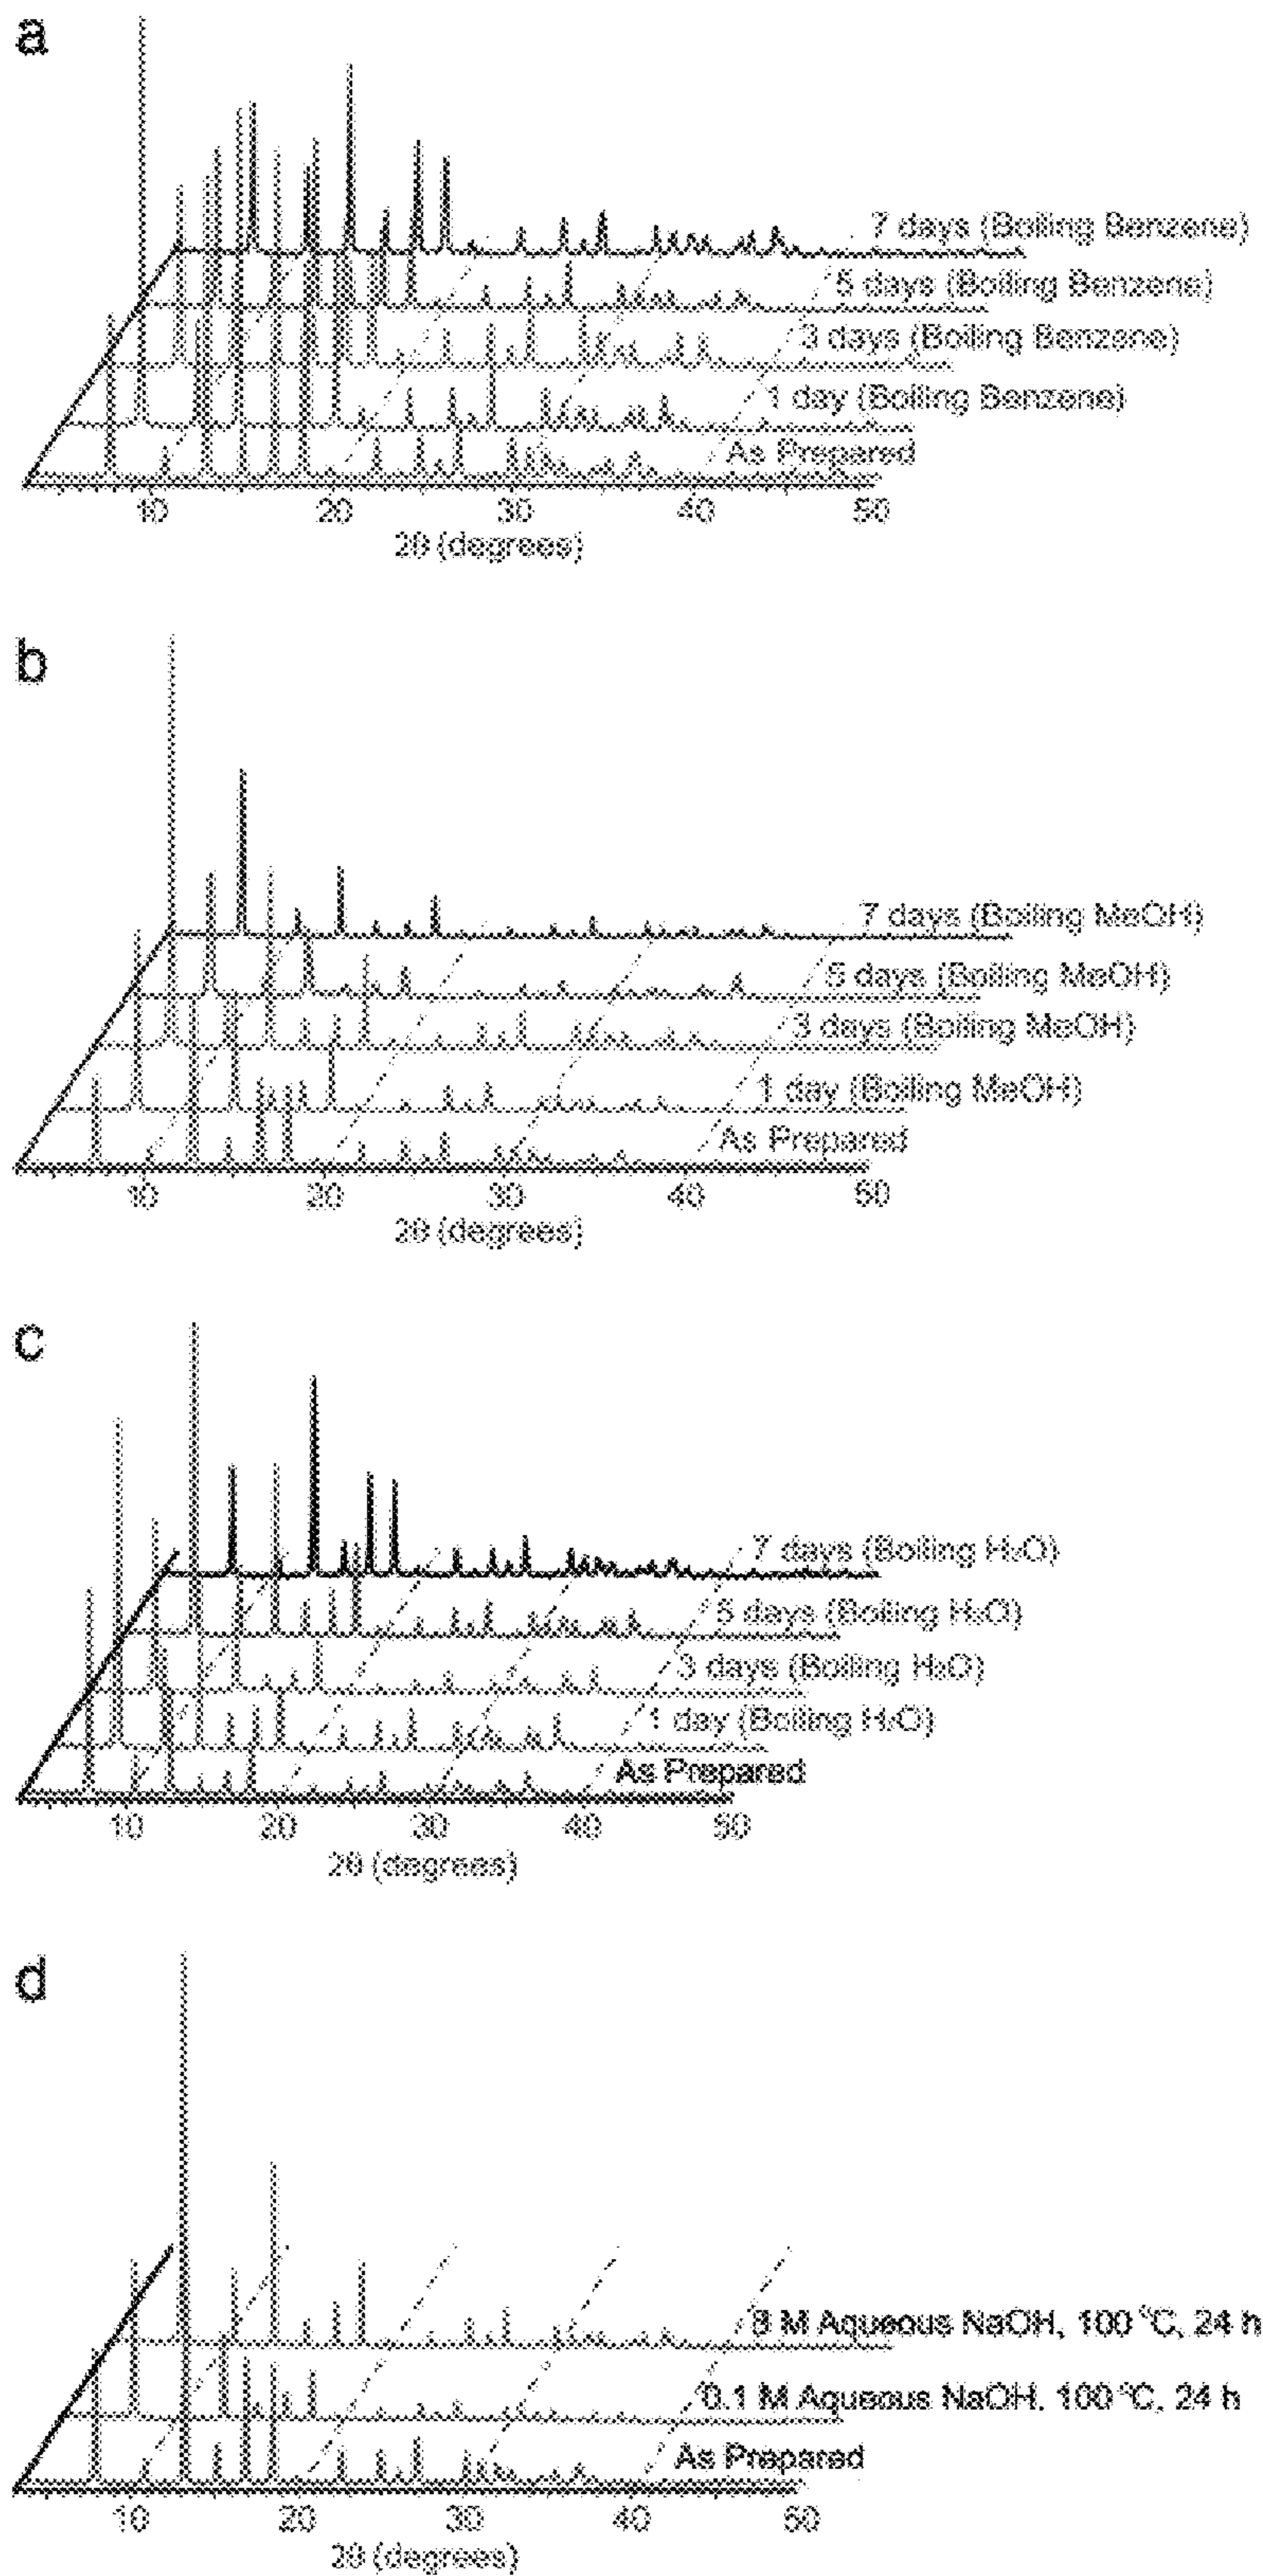 a
7 days (Boiling Benzene)
5 days (Boiling Benzene)
3 days (Boiling Benzene)
1 day (Boiling Benzene)
As Prepared
10 20 30 40 50
2θ (degrees)
b
7 days (Boiling MeOH)
5 days (Boiling MeOH)
3 days (Boiling MeOH)
1 day (Boiling MeOH)
As Prepared
10 20 30 40 50
2θ (degrees)
c
7 days (Boiling H₂O)
5 days (Boiling H₂O)
3 days (Boiling H₂O)
1 day (Boiling H₂O)
As Prepared
10 20 30 40 50
2θ (degrees)
d
8 M Aqueous NaOH, 100 °C, 24 h
0.1 M Aqueous NaOH. 100 °C, 24 h
As Prepared
10 20 30 40 50
2θ (degrees)